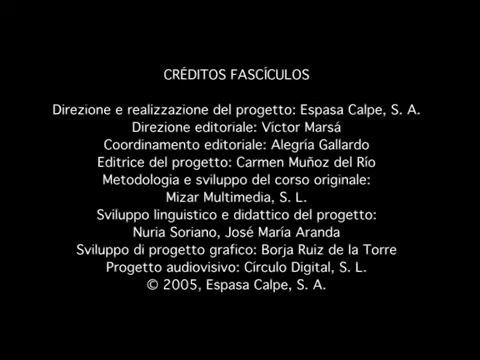 CRÉDITOS FASCÍCULOS
Direzione e realizzazione del progetto: Espasa Calpe, S. A.
Direzione editoriale: Víctor Marsá
Coordinamento editoriale: Alegría Gallardo
Editrice del progetto: Carmen Muñoz del Río
Metodologia e sviluppo del corso originale:
Mizar Multimedia, S. L.
Sviluppo linguistico e didattico del progetto:
Nuria Soriano, José María Aranda
Sviluppo di progetto grafico: Borja Ruiz de la Torre
Progetto audiovisivo: Círculo Digital, S. L.
© 2005, Espasa Calpe, S. A.